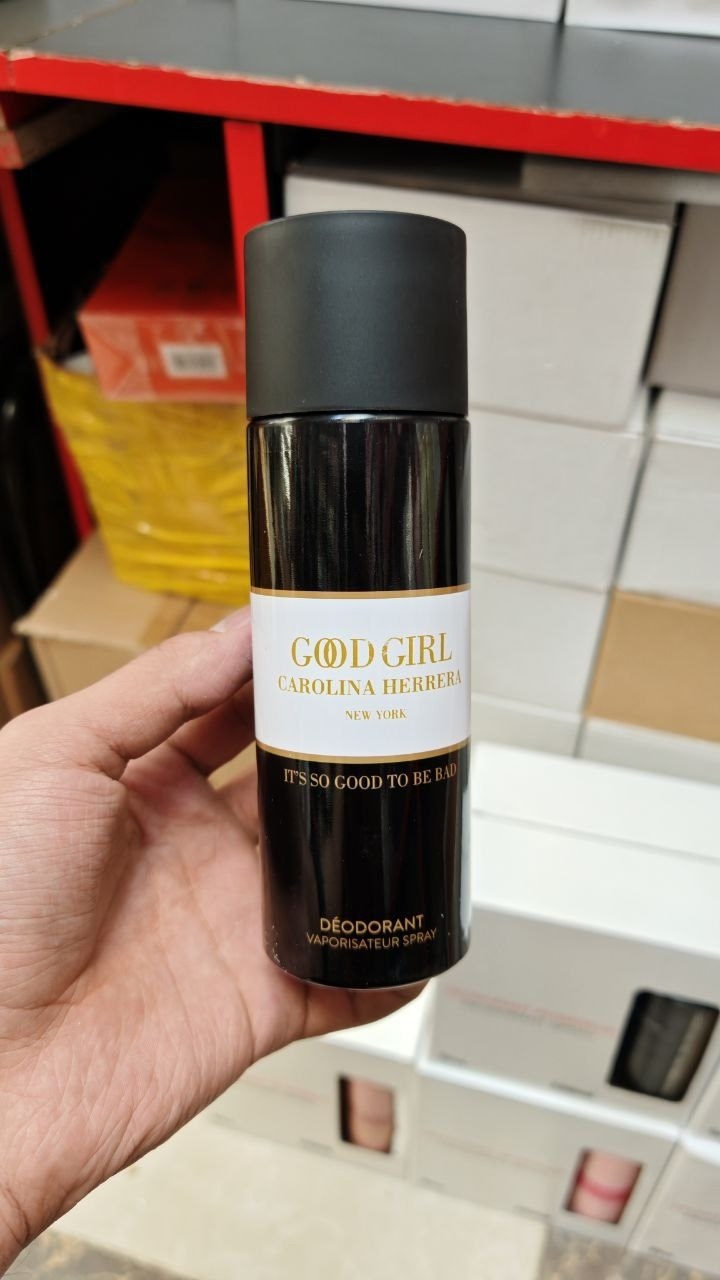 GOOD GIRL
CAROLINA HERRERA
NEW YORK
IT'S SO GOOD TO BE BAD
DÉODORANT
VAPORISATEUR SPRAY